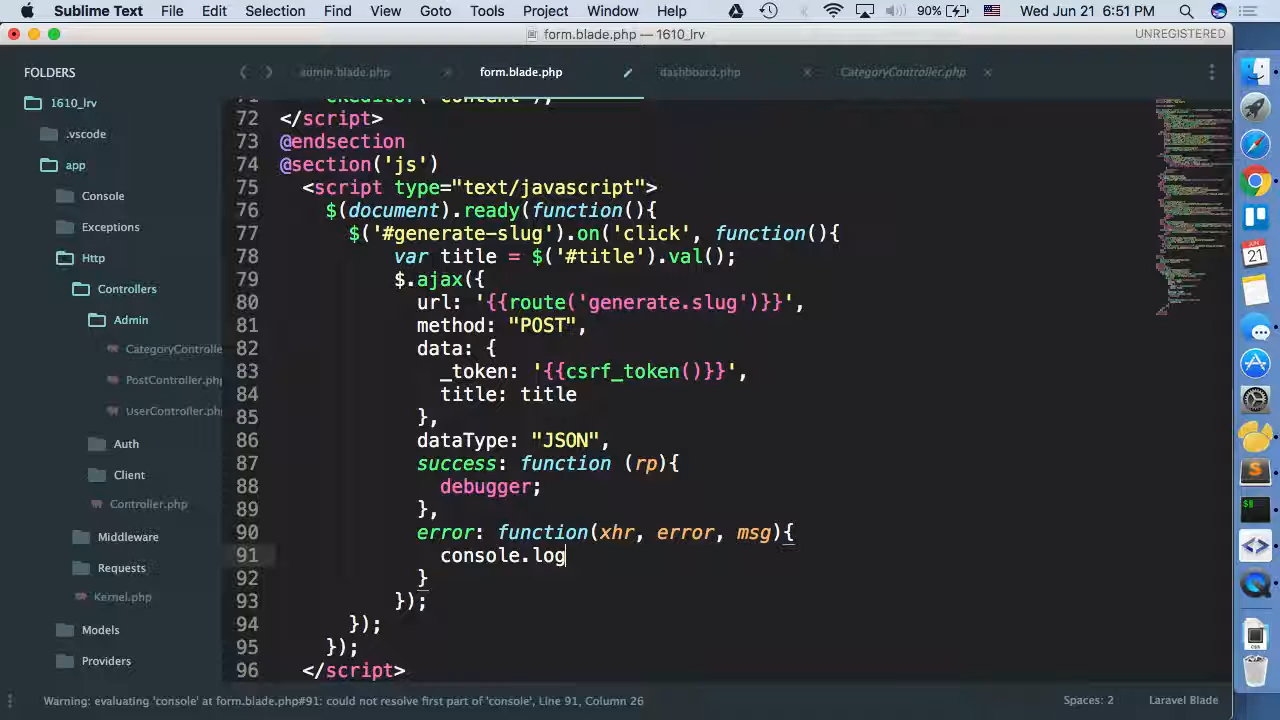 Sublime Text File Edit Selection Find View Goto Tools Project Window Help 90% Wed Jun 21 6:51 PM
form.blade.php — 1610_lrv UNREGISTERED
FOLDERS
1610_lrv
.vscode
app
Console
Exceptions
Http
Controllers
Admin
CategoryControlle
PostController.php
UserController.ph
Auth
Client
Controller.php
Middleware
Requests
Kernel.php
Models
Providers
admin.blade.php form.blade.php dashboard.php CategoryController.php
71 ckeditor('content');
72 </script>
73 @endsection
74 @section('js')
75 <script type="text/javascript">
76 $(document).ready(function(){
77 $('#generate-slug').on('click', function(){
78 var title = $('#title').val();
79 $.ajax({
80 url: '{{route('generate.slug')}}',
81 method: "POST",
82 data: {
83 _token: '{{csrf_token()}}',
84 title: title
85 },
86 dataType: "JSON",
87 success: function (rp){
88 debugger;
89 },
90 error: function(xhr, error, msg){
91 console.log
92 }
93 });
94 });
95 });
96 </script>
Warning: evaluating 'console' at form.blade.php#91: could not resolve first part of 'console', Line 91, Column 26 Spaces: 2 Laravel Blade